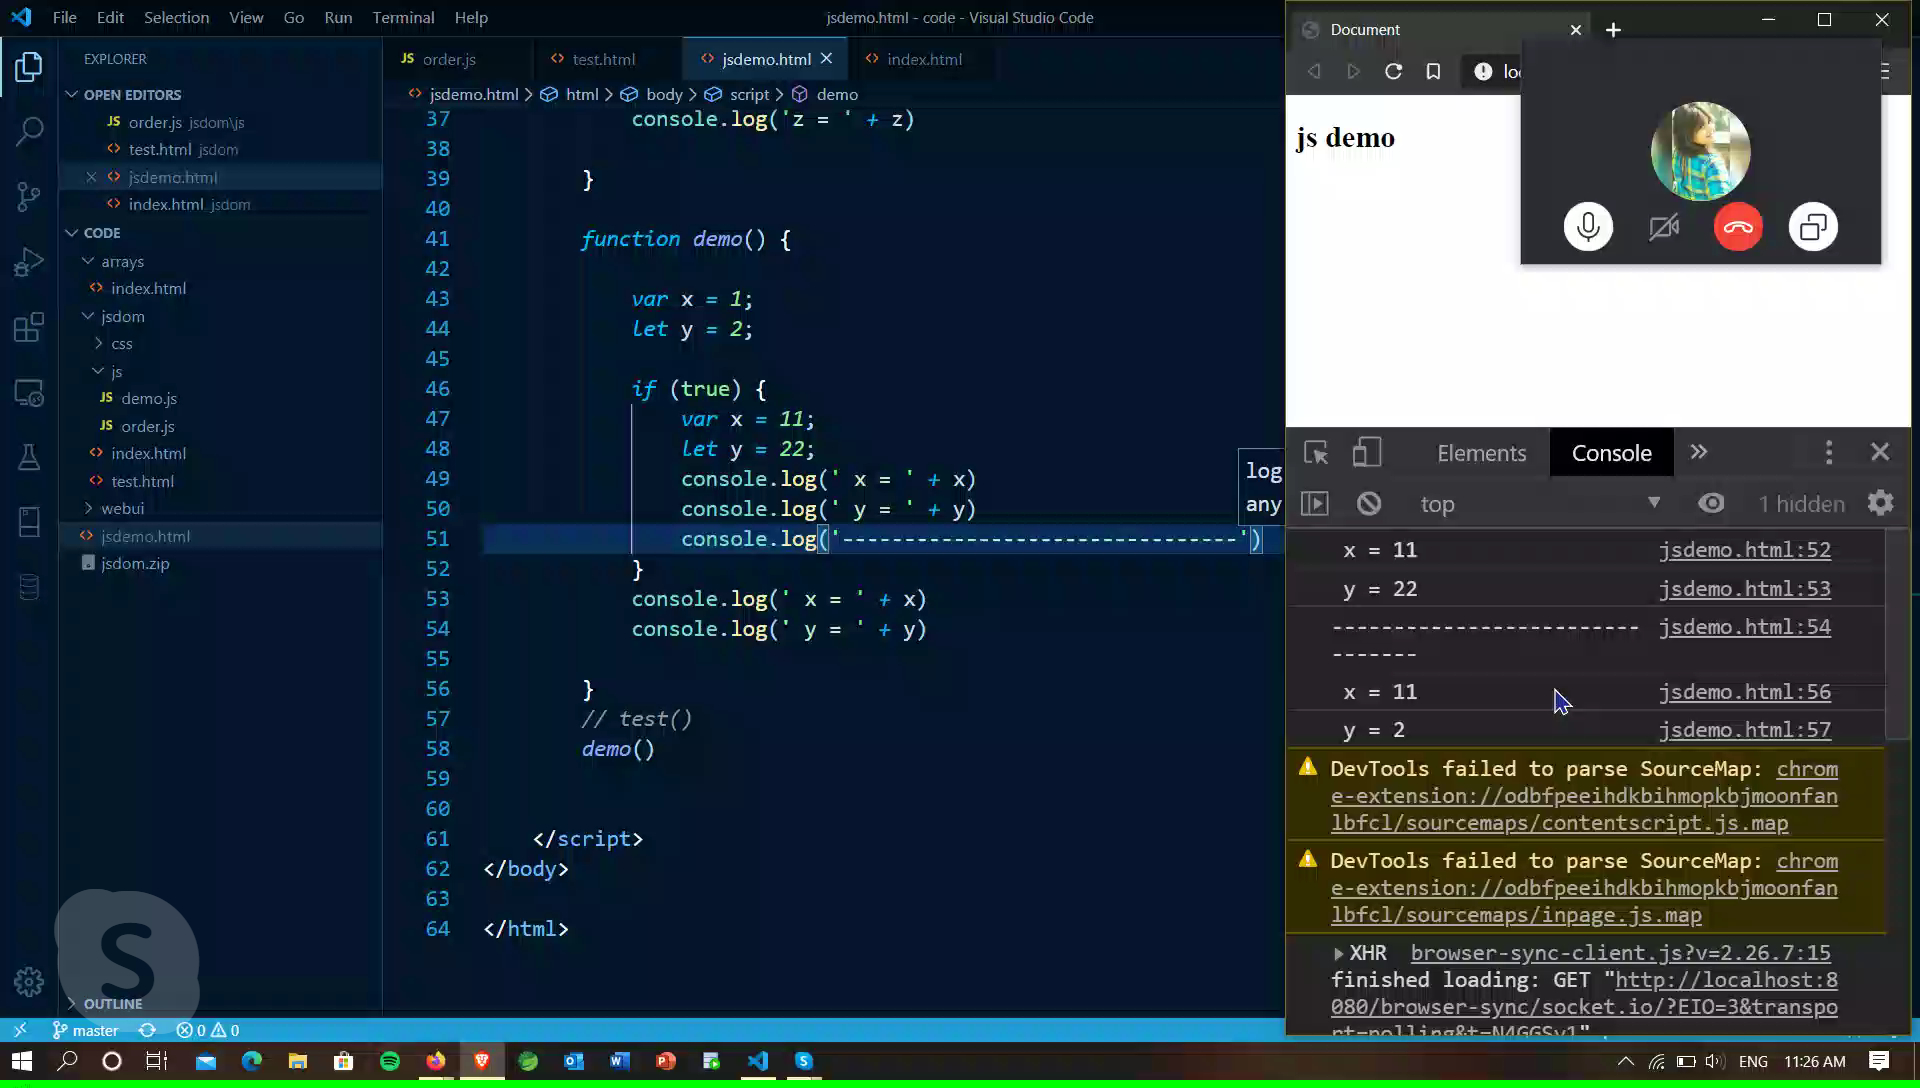 File Edit Selection View Go Run Terminal Help
jsdemo.html - code - Visual Studio Code
EXPLORER
OPEN EDITORS
JS order.js jsdom\js
test.html jsdom
jsdemo.html
index.html jsdom
CODE
arrays
index.html
jsdom
css
js
JS demo.js
JS order.js
index.html
test.html
webui
jsdemo.html
jsdom.zip
OUTLINE
JS order.js
test.html
jsdemo.html
index.html
jsdemo.html > html > body > script > demo
37 console.log('z = ' + z)
38
39 }
40
41 function demo() {
42
43 var x = 1;
44 let y = 2;
45
46 if (true) {
47 var x = 11;
48 let y = 22;
49 console.log(' x = ' + x)
50 console.log(' y = ' + y)
51 console.log('--------------------------------')
52 }
53 console.log(' x = ' + x)
54 console.log(' y = ' + y)
55
56 }
57 // test()
58 demo()
59
60
61 </script>
62 </body>
63
64 </html>
log
any
Document
js demo
Elements Console
top 1 hidden
x = 11 jsdemo.html:52
y = 22 jsdemo.html:53
------------------------- jsdemo.html:54
-------
x = 11 jsdemo.html:56
y = 2 jsdemo.html:57
DevTools failed to parse SourceMap: chrom
e-extension://odbfpeeihdkbihmopkbjmoonfan
lbfcl/sourcemaps/contentscript.js.map
DevTools failed to parse SourceMap: chrom
e-extension://odbfpeeihdkbihmopkbjmoonfan
lbfcl/sourcemaps/inpage.js.map
XHR browser-sync-client.js?v=2.26.7:15
finished loading: GET "http://localhost:8
080/browser-sync/socket.io/?EIO=3&transpo
S
master 0 0
ENG 11:26 AM